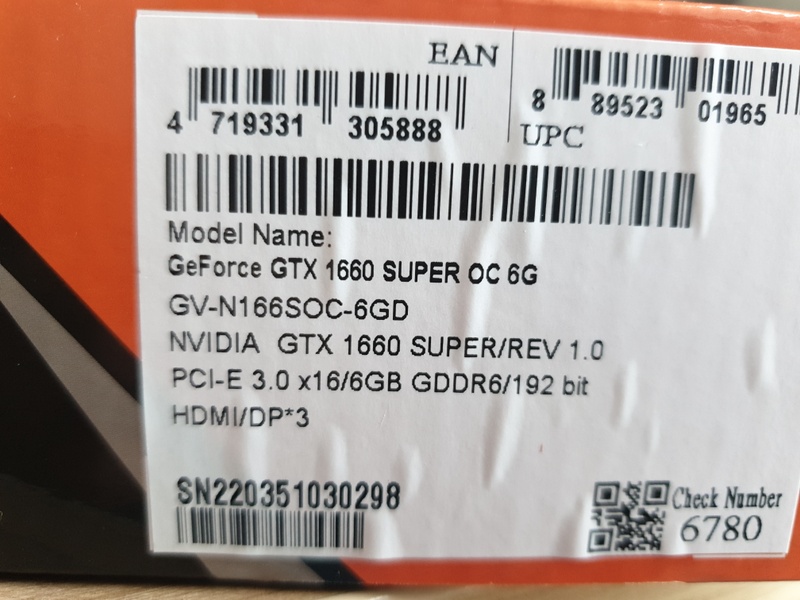 EAN
4 719331 305888
8 89523 01965
UPC
Model Name:
GeForce GTX 1660 SUPER OC 6G
GV-N166SOC-6GD
NVIDIA GTX 1660 SUPER/REV 1.0
PCI-E 3.0 x16/6GB GDDR6/192 bit
HDMI/DP*3
SN220351030298
Check Number
6780